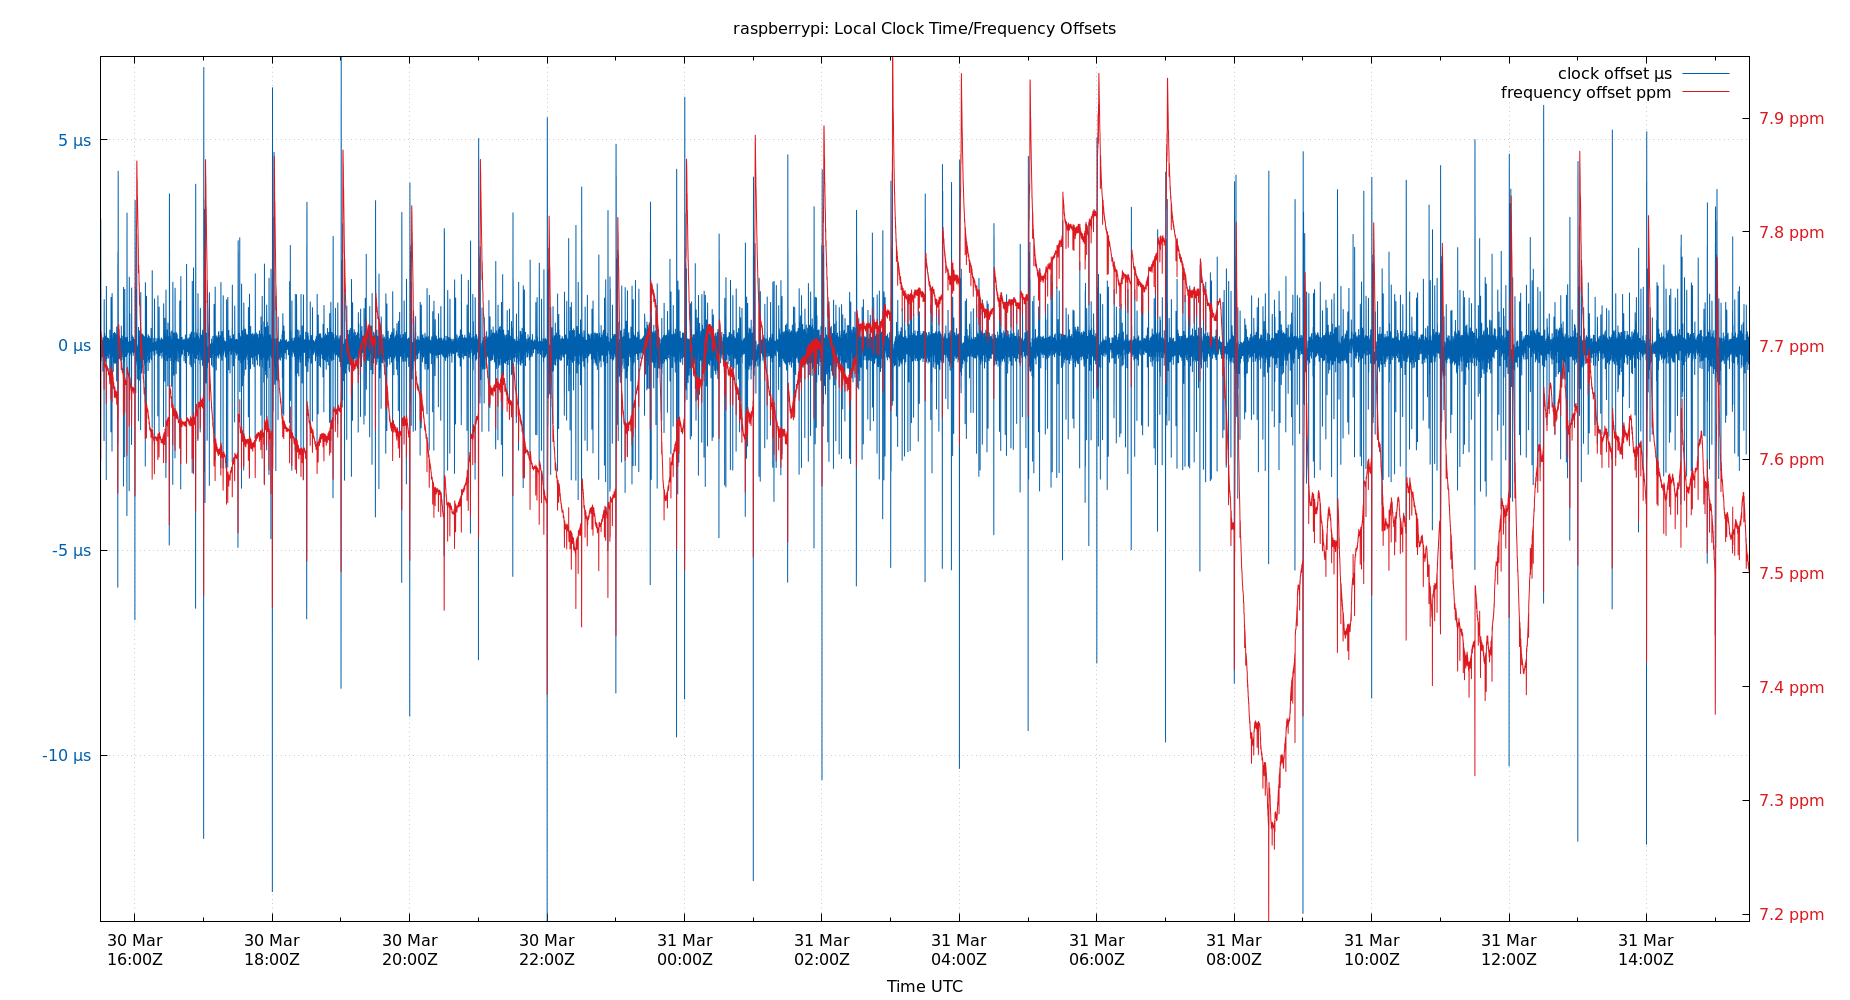 raspberrypi: Local Clock Time/Frequency Offsets
clock offset µs
frequency offset ppm
5 µs
0 µs
-5 µs
-10 µs
7.9 ppm
7.8 ppm
7.7 ppm
7.6 ppm
7.5 ppm
7.4 ppm
7.3 ppm
7.2 ppm
30 Mar 30 Mar 30 Mar 30 Mar 31 Mar 31 Mar 31 Mar 31 Mar 31 Mar 31 Mar 31 Mar 31 Mar
16:00Z 18:00Z 20:00Z 22:00Z 00:00Z 02:00Z 04:00Z 06:00Z 08:00Z 10:00Z 12:00Z 14:00Z
Time UTC